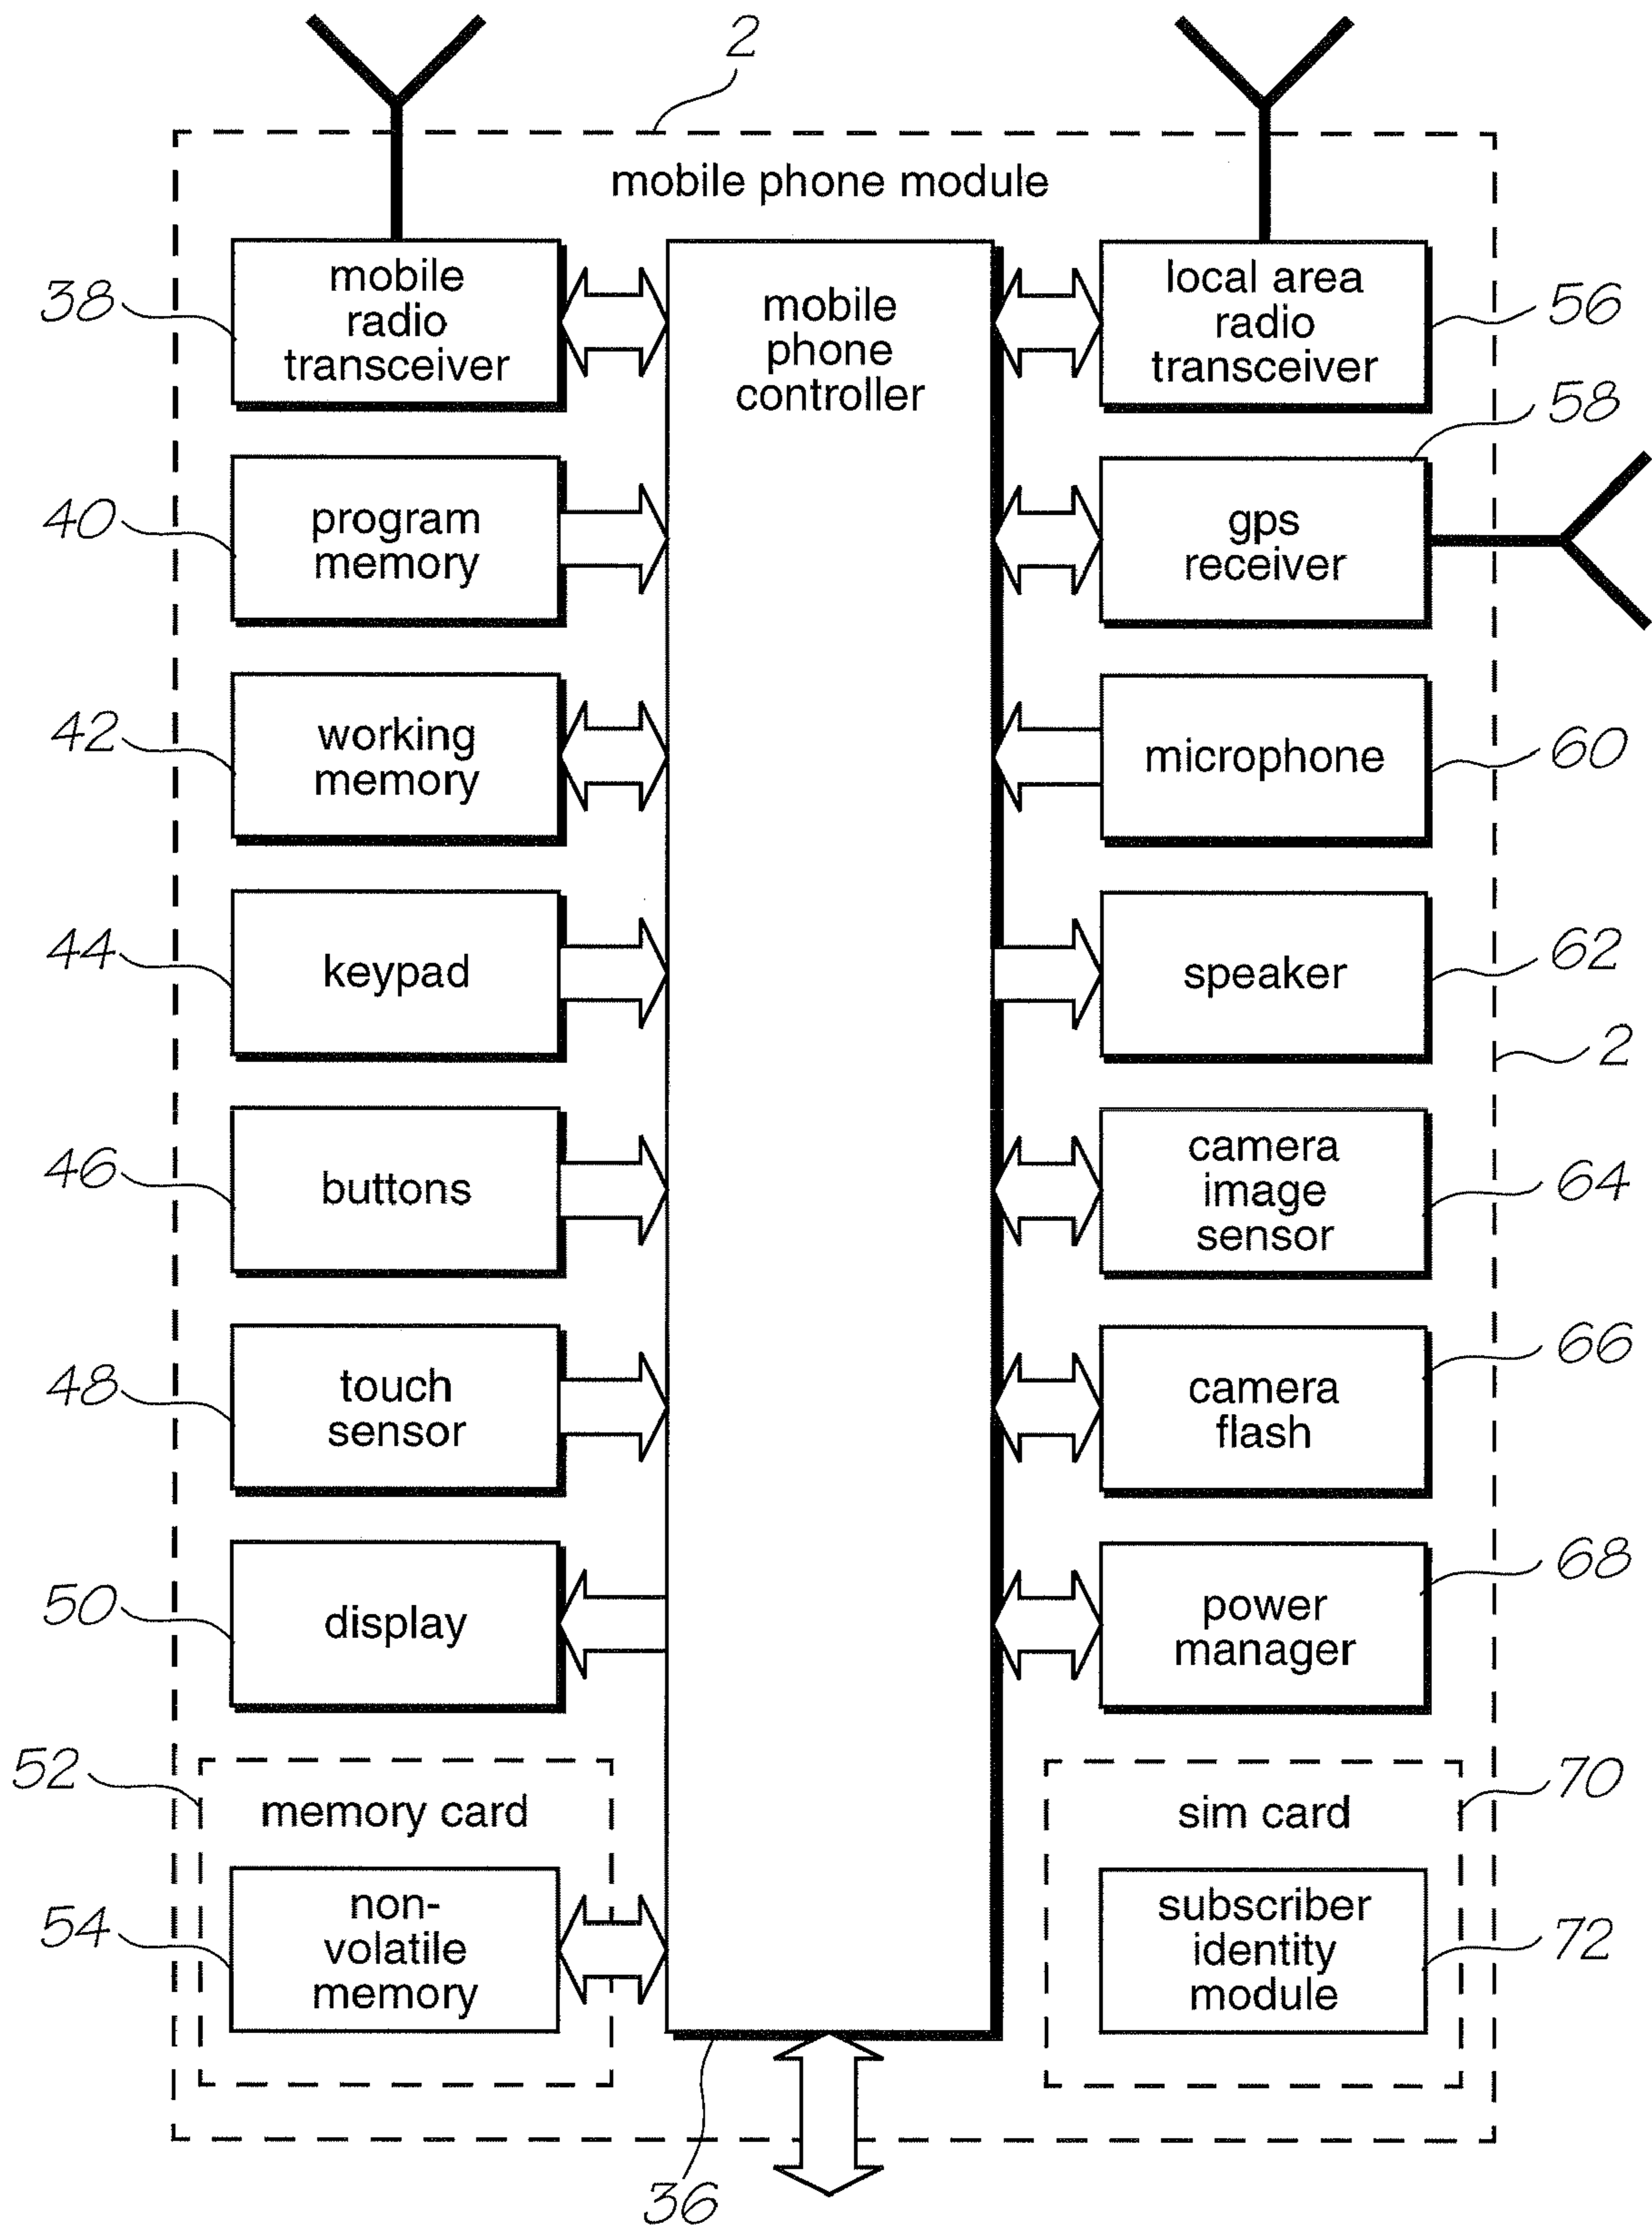 2
mobile phone module
38
mobile
radio
transceiver
mobile
phone
controller
local area
radio
transceiver
56
58
40
program
memory
gps
receiver
42
working
memory
microphone
60
44
keypad
speaker
62
2
46
buttons
camera
image
sensor
64
48
touch
sensor
camera
flash
66
50
display
power
manager
68
52
memory card
sim card
70
54
non-
volatile
memory
subscriber
identity
module
72
36